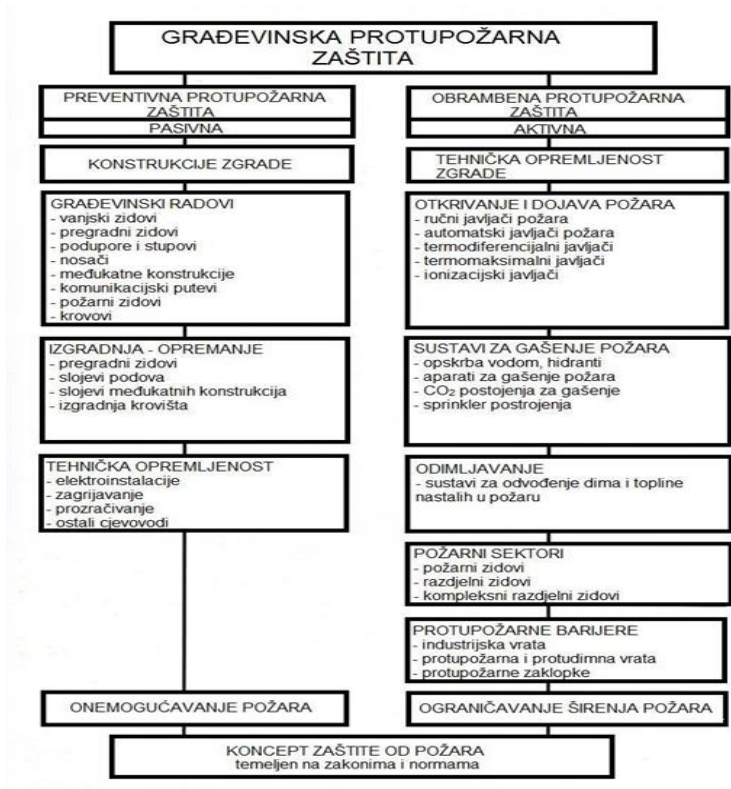 GRAĐEVINSKA PROTUPOŽARNA
ZAŠTITA
PREVENTIVNA PROTUPOŽARNA
ZAŠTITA
PASIVNA
KONSTRUKCIJE ZGRADE
GRAĐEVINSKI RADOVI
- vanjski zidovi
- pregradni zidovi
- podupore i stupovi
- nosači
- međukatne konstrukcije
- komunikacijski putevi
- požarni zidovi
- krovovi
IZGRADNJA - OPREMANJE
- pregradni zidovi
- slojevi podova
- slojevi međukatnih konstrukcija
- izgradnja krovišta
TEHNIČKA OPREMLJENOST
- elektroinstalacije
- zagrijavanje
- prozračivanje
- ostali cjevovodi
ONEMOGUĆAVANJE POŽARA
OBRAMBENA PROTUPOŽARNA
ZAŠTITA
AKTIVNA
TEHNIČKA OPREMLJENOST
ZGRADE
OTKRIVANJE I DOJAVA POŽARA
- ručni javljači požara
- automatski javljači požara
- termodiferencijalni javljači
- termomaksimalni javljači
- ionizacijski javljači
SUSTAVI ZA GAŠENJE POŽARA
- opskrba vodom, hidranti
- aparati za gašenje požara
- CO₂ postojenja za gašenje
- sprinkler postrojenja
ODIMLJAVANJE
- sustavi za odvođenje dima i topline
nastalih u požaru
POŽARNI SEKTORI
- požarni zidovi
- razdjelni zidovi
- kompleksni razdjelni zidovi
PROTUPOŽARNE BARIJERE
- industrijska vrata
- protupožarna i protudimna vrata
- protupožarne zaklopke
OGRANIČAVANJE ŠIRENJA POŽARA
KONCEPT ZAŠTITE OD POŽARA
temeljen na zakonima i normama